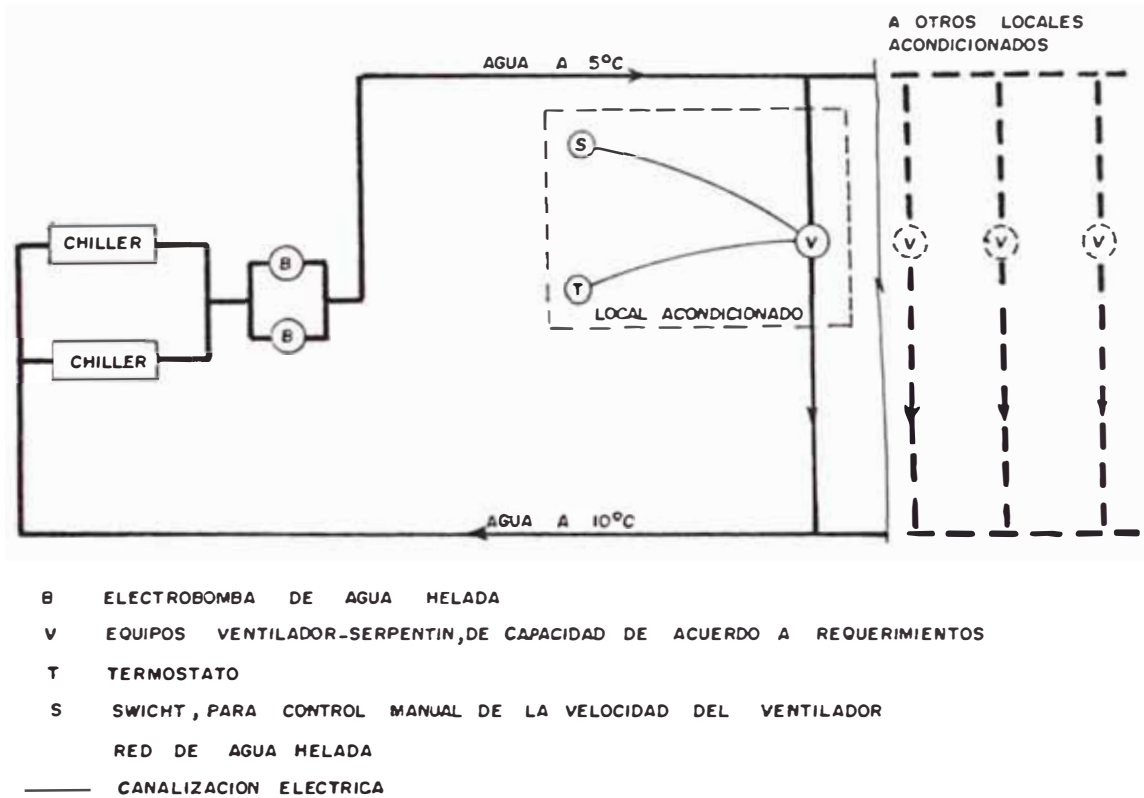 A OTROS LOCALES
ACONDICIONADOS
AGUA A 5°C
S
CHILLER
B
V
V
V
V
T
LOCAL ACONDICIONADO
B
CHILLER
AGUA A 10°C
B ELECTROBOMBA DE AGUA HELADA
V EQUIPOS VENTILADOR-SERPENTIN, DE CAPACIDAD DE ACUERDO A REQUERIMIENTOS
T TERMOSTATO
S SWICHT, PARA CONTROL MANUAL DE LA VELOCIDAD DEL VENTILADOR
RED DE AGUA HELADA
CANALIZACION ELECTRICA